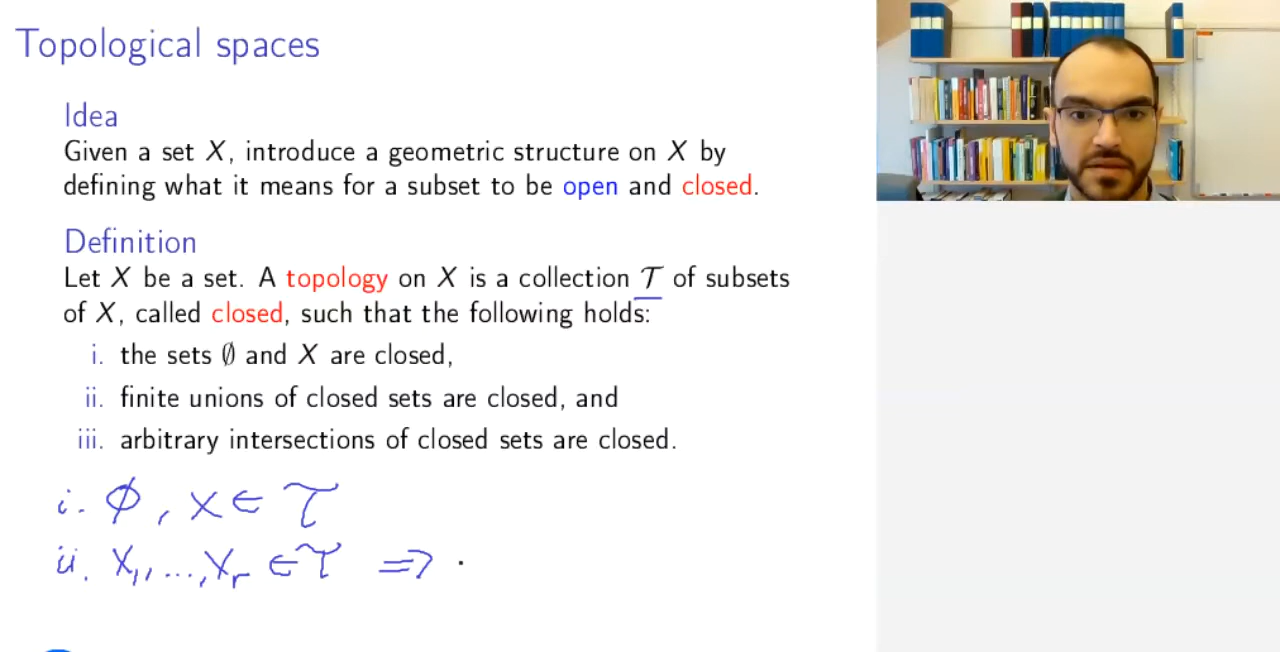 Topological spaces
Idea
Given a set X, introduce a geometric structure on X by
defining what it means for a subset to be open and closed.
Definition
Let X be a set. A topology on X is a collection 𝒯 of subsets
of X, called closed, such that the following holds:
i. the sets ∅ and X are closed,
ii. finite unions of closed sets are closed, and
iii. arbitrary intersections of closed sets are closed.
i. ∅, X ∈ 𝒯
ii. X₁, ..., Xᵣ ∈ 𝒯 ⇒